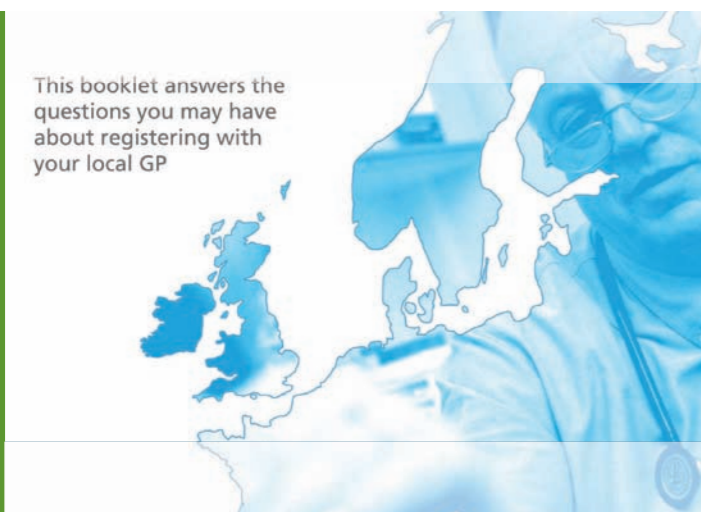 This booklet answers the
questions you may have
about registering with
your local GP